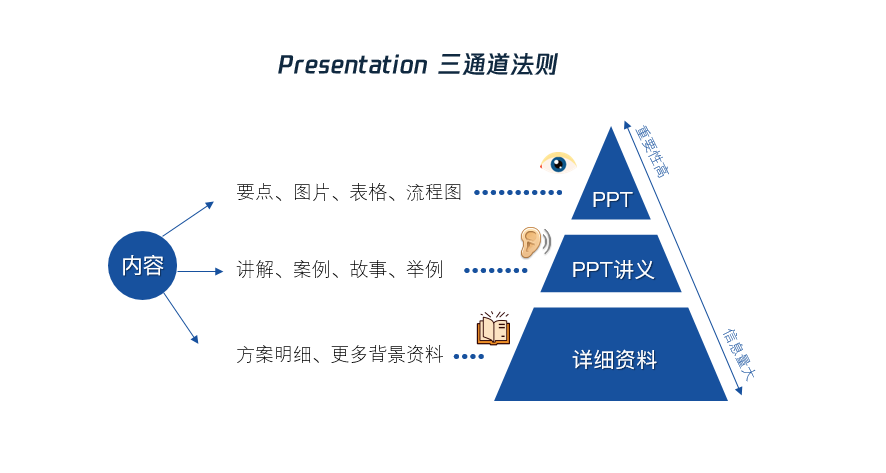 Presentation 三通道法则
重要性高
要点、图片、表格、流程图
PPT
内容
讲解、案例、故事、举例
PPT讲义
信息量大
方案明细、更多背景资料
详细资料